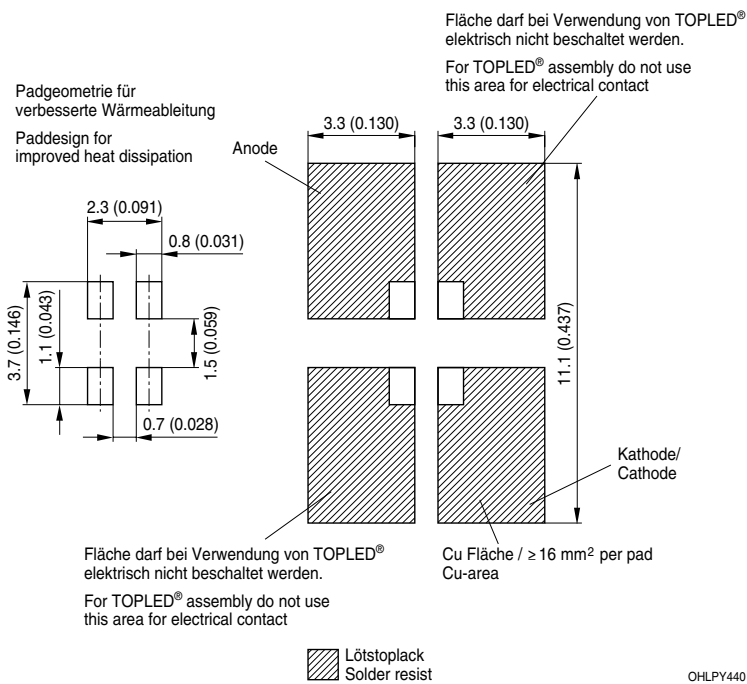 Fläche darf bei Verwendung von TOPLED®
elektrisch nicht beschaltet werden.
For TOPLED® assembly do not use
this area for electrical contact
Padgeometrie für
verbesserte Wärmeableitung
Paddesign for
improved heat dissipation
Anode
3.3 (0.130)
3.3 (0.130)
2.3 (0.091)
0.8 (0.031)
3.7 (0.146)
1.1 (0.043)
1.5 (0.059)
0.7 (0.028)
11.1 (0.437)
Kathode/
Cathode
Fläche darf bei Verwendung von TOPLED®
elektrisch nicht beschaltet werden.
For TOPLED® assembly do not use
this area for electrical contact
Cu Fläche / ≥ 16 mm² per pad
Cu-area
Lötstoplack
Solder resist
OHLPY440